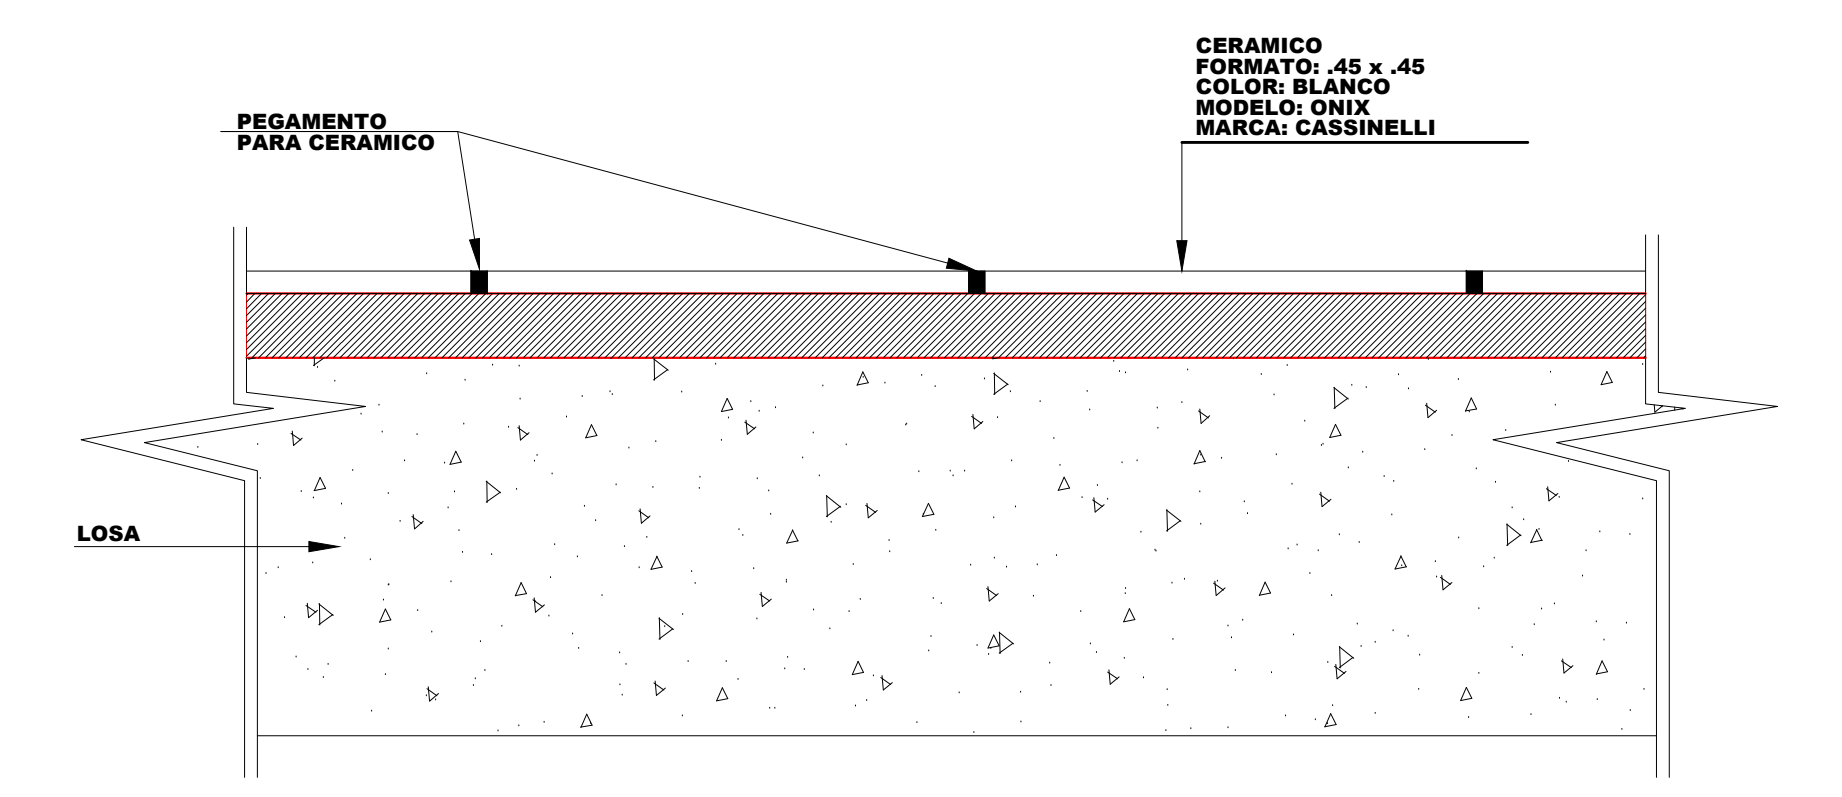 CERAMICO
FORMATO: .45 x .45
COLOR: BLANCO
MODELO: ONIX
MARCA: CASSINELLI
PEGAMENTO
PARA CERAMICO
LOSA